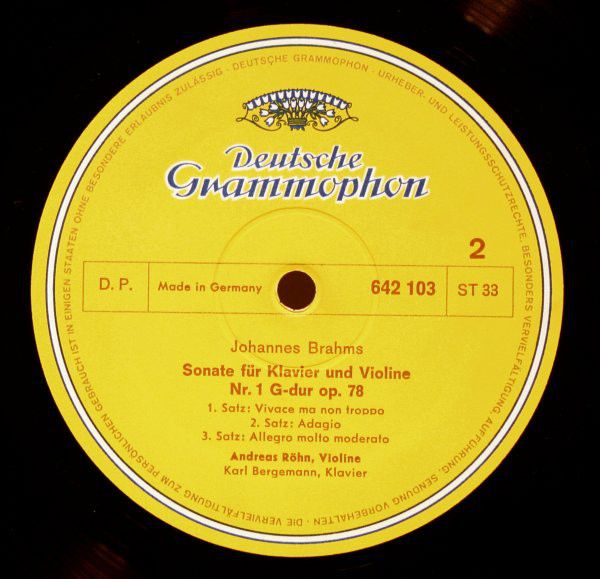 DEUTSCHE GRAMMOPHON · URHEBER- UND LEISTUNGSSCHUTZRECHTE, BESONDERS VERVIELFÄLTIGUNG, AUFFÜHRUNG, SENDUNG VORBEHALTEN · DIE VERVIELFÄLTIGUNG ZUM PERSÖNLICHEN GEBRAUCH IST IN EINIGEN STAATEN OHNE BESONDERE ERLAUBNIS ZULÄSSIG ·
Deutsche
Grammophon
2
D. P. Made in Germany 642 103 ST 33
Johannes Brahms
Sonate für Klavier und Violine
Nr. 1 G-dur op. 78
1. Satz: Vivace ma non troppo
2. Satz: Adagio
3. Satz: Allegro molto moderato
Andreas Röhn, Violine
Karl Bergemann, Klavier